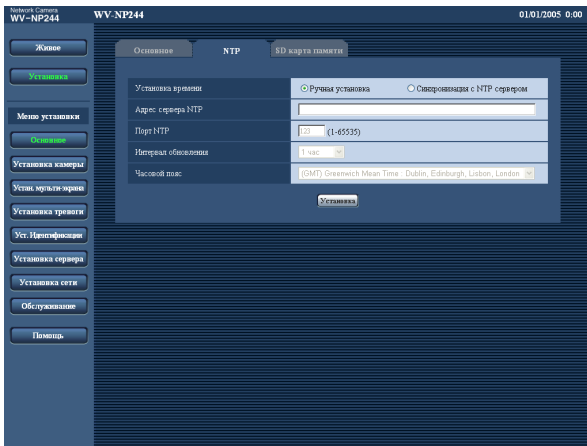 Network Camera
WV-NP244
WV-NP244
01/01/2005 0:00
Живое
Установка
Меню установки
Основное
Установка камеры
Устан. мульти-экрана
Установка тревоги
Уст. Идентификации
Установка сервера
Установка сети
Обслуживание
Помощь
Основное
NTP
SD карта памяти
Установка времени
Ручная установка
Синхронизация с NTP сервером
Адрес сервера NTP
Порт NTP
123 (1-65535)
Интервал обновления
1 час
Часовой пояс
(GMT) Greenwich Mean Time : Dublin, Edinburgh, Lisbon, London
Установка